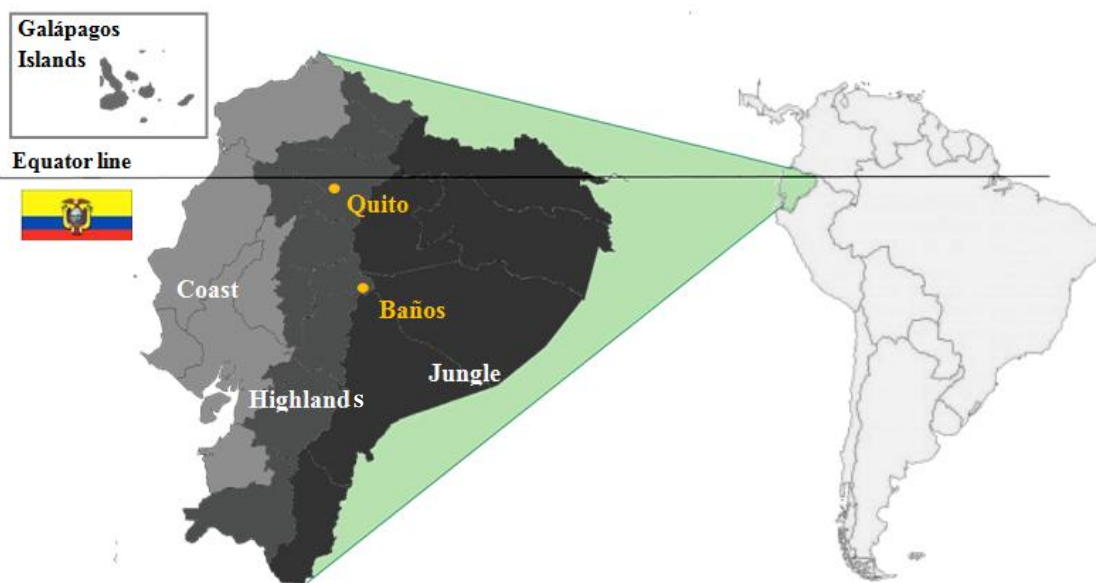 Galápagos
Islands
Equator line
Quito
Coast
Baños
Jungle
Highlands